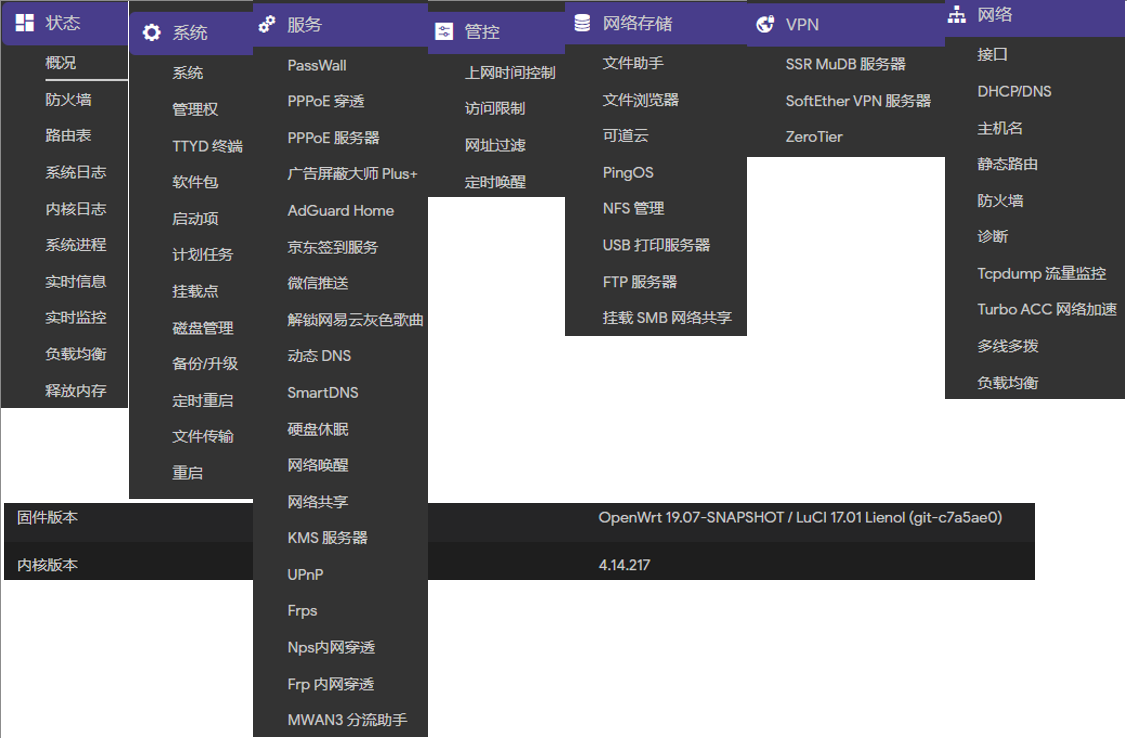 状态
概况
防火墙
路由表
系统日志
内核日志
系统进程
实时信息
实时监控
负载均衡
释放内存
系统
系统
管理权
TTYD 终端
软件包
启动项
计划任务
挂载点
磁盘管理
备份/升级
定时重启
文件传输
重启
服务
PassWall
PPPoE 穿透
PPPoE 服务器
广告屏蔽大师 Plus+
AdGuard Home
京东签到服务
微信推送
解锁网易云灰色歌曲
动态 DNS
SmartDNS
硬盘休眠
网络唤醒
网络共享
KMS 服务器
UPnP
Frps
Nps内网穿透
Frp 内网穿透
MWAN3 分流助手
管控
上网时间控制
访问限制
网址过滤
定时唤醒
网络存储
文件助手
文件浏览器
可道云
PingOS
NFS 管理
USB 打印服务器
FTP 服务器
挂载 SMB 网络共享
VPN
SSR MuDB 服务器
SoftEther VPN 服务器
ZeroTier
网络
接口
DHCP/DNS
主机名
静态路由
防火墙
诊断
Tcpdump 流量监控
Turbo ACC 网络加速
多线多拨
负载均衡
固件版本 OpenWrt 19.07-SNAPSHOT / LuCI 17.01 Lienol (git-c7a5ae0)
内核版本 4.14.217